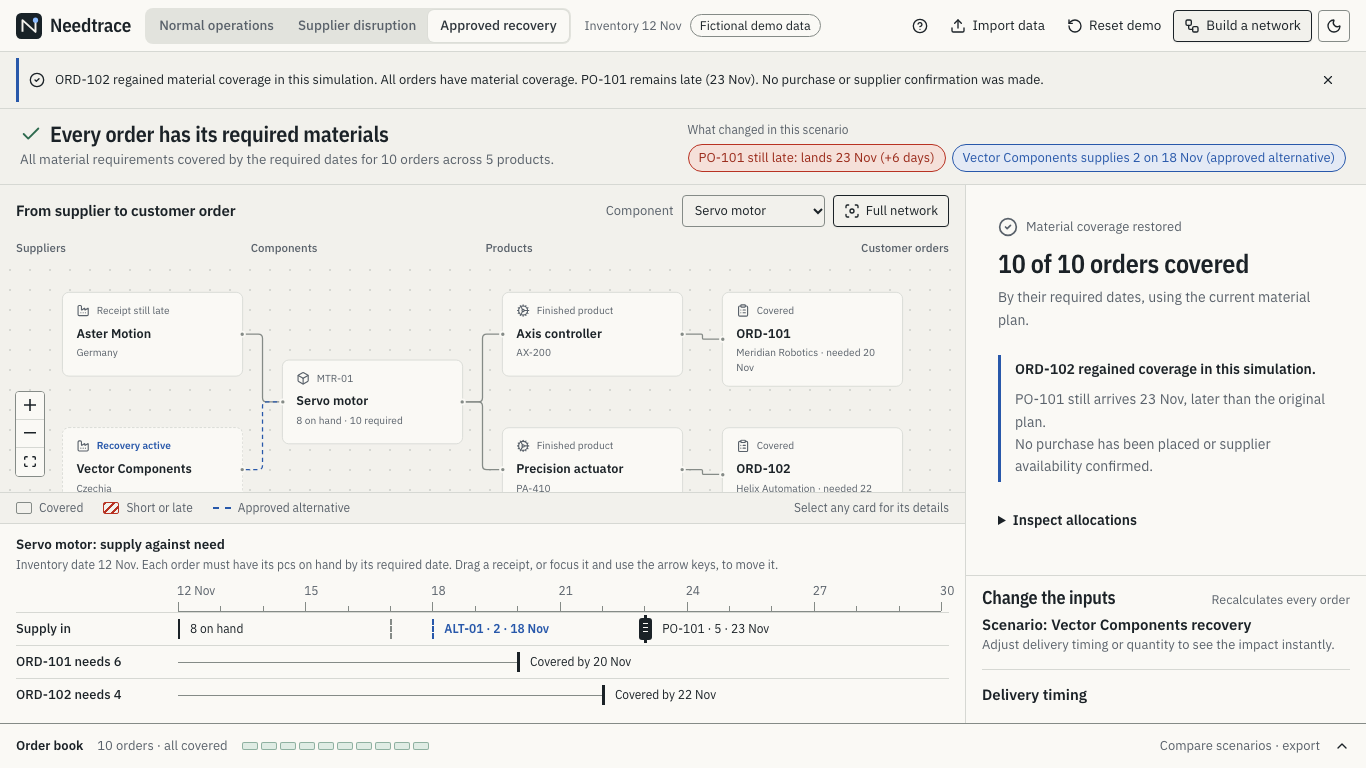 Needtrace
Normal operations
Supplier disruption
Approved recovery
Inventory 12 Nov
Fictional demo data
Import data
Reset demo
Build a network
ORD-102 regained material coverage in this simulation. All orders have material coverage. PO-101 remains late (23 Nov). No purchase or supplier confirmation was made.
Every order has its required materials
All material requirements covered by the required dates for 10 orders across 5 products.
What changed in this scenario
PO-101 still late: lands 23 Nov (+6 days)
Vector Components supplies 2 on 18 Nov (approved alternative)
From supplier to customer order
Component
Servo motor
Full network
Suppliers
Components
Products
Customer orders
Receipt still late
Aster Motion
Germany
Recovery active
Vector Components
Czechia
MTR-01
Servo motor
8 on hand · 10 required
Finished product
Axis controller
AX-200
Finished product
Precision actuator
PA-410
Covered
ORD-101
Meridian Robotics · needed 20
Nov
Covered
ORD-102
Helix Automation · needed 22
Covered
Short or late
Approved alternative
Select any card for its details
Servo motor: supply against need
Inventory date 12 Nov. Each order must have its pcs on hand by its required date. Drag a receipt, or focus it and use the arrow keys, to move it.
12 Nov
15
18
21
24
27
30
Supply in
8 on hand
ALT-01 · 2 · 18 Nov
PO-101 · 5 · 23 Nov
ORD-101 needs 6
Covered by 20 Nov
ORD-102 needs 4
Covered by 22 Nov
Material coverage restored
10 of 10 orders covered
By their required dates, using the current material
plan.
ORD-102 regained coverage in this simulation.
PO-101 still arrives 23 Nov, later than the original
plan.
No purchase has been placed or supplier
availability confirmed.
Inspect allocations
Change the inputs
Recalculates every order
Scenario: Vector Components recovery
Adjust delivery timing or quantity to see the impact instantly.
Delivery timing
Order book
10 orders · all covered
Compare scenarios · export